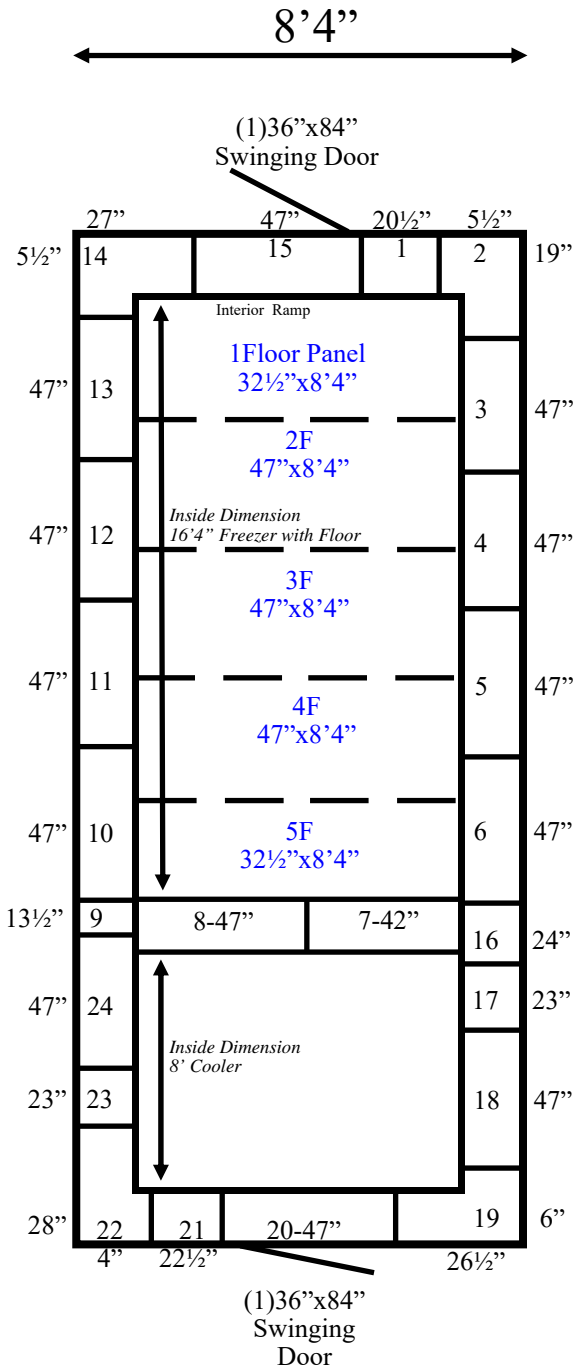 8’4”
(1)36”x84”
Swinging Door
27” 47” 20½” 5½”
5½” 14 15 1 2 19”
Interior Ramp
1Floor Panel
32½”x8’4”
47” 13 3 47”
2F
47”x8’4”
Inside Dimension
16’4” Freezer with Floor
47” 12 4 47”
3F
47”x8’4”
47” 11 5 47”
4F
47”x8’4”
47” 10 6 47”
5F
32½”x8’4”
13½” 9 8-47” 7-42” 16 24”
47” 24 17 23”
Inside Dimension
8’ Cooler
23” 23 18 47”
28” 22 21 20-47” 19 6”
4” 22½” 26½”
(1)36”x84”
Swinging
Door